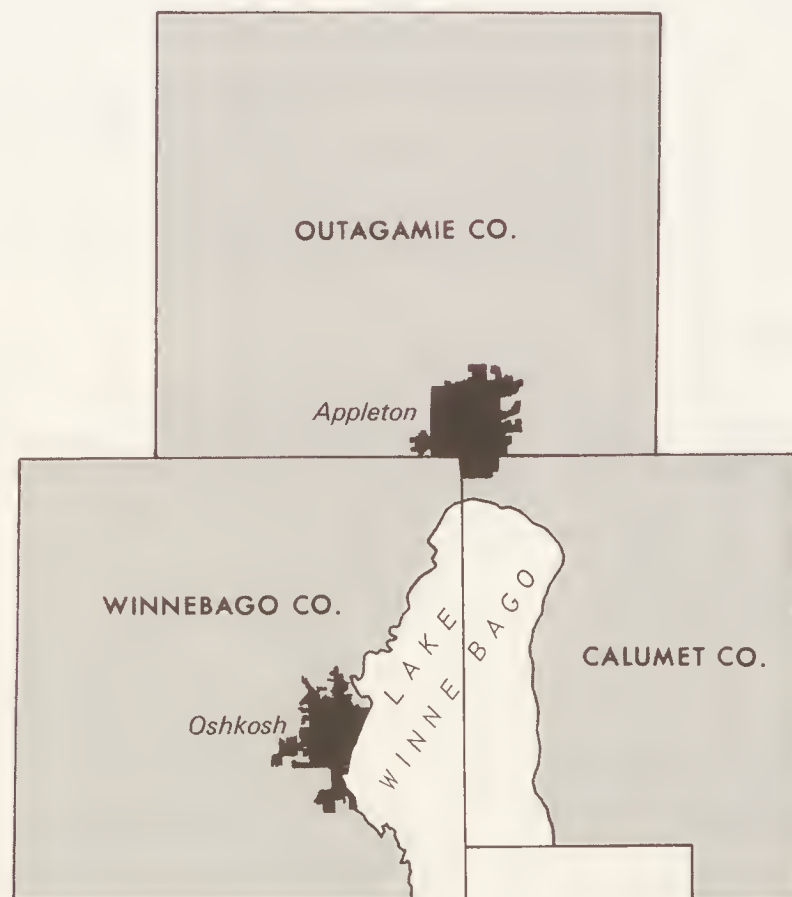 OUTAGAMIE CO.
Appleton
WINNEBAGO CO.
LAKE
WINNEBAGO
CALUMET CO.
Oshkosh